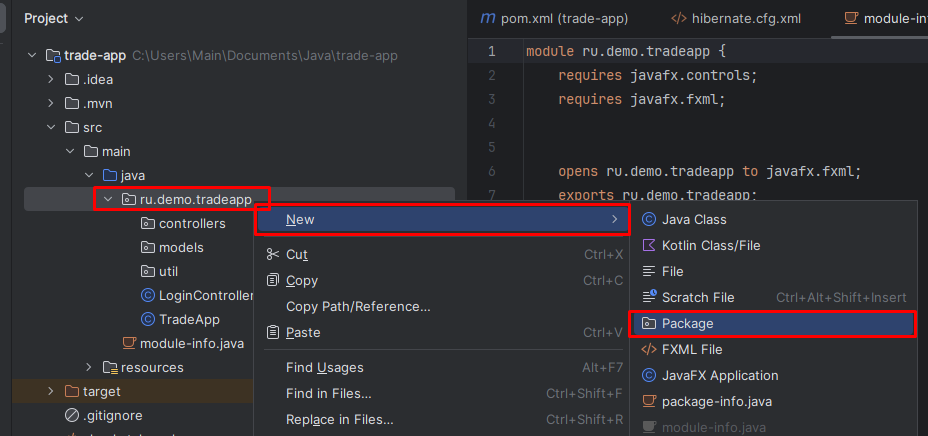 Project
trade-app C:\Users\Main\Documents\Java\trade-app
.idea
.mvn
src
main
java
ru.demo.tradeapp
controllers
models
util
LoginController
TradeApp
module-info.java
resources
target
.gitignore
pom.xml (trade-app)
hibernate.cfg.xml
module-info
1 module ru.demo.tradeapp {
2 requires javafx.controls;
3 requires javafx.fxml;
4
5
6 opens ru.demo.tradeapp to javafx.fxml;
7 exports ru.demo.tradeapp;
New
Cut Ctrl+X
Copy Ctrl+C
Copy Path/Reference...
Paste Ctrl+V
Find Usages Alt+F7
Find in Files... Ctrl+Shift+F
Replace in Files... Ctrl+Shift+R
Java Class
Kotlin Class/File
File
Scratch File Ctrl+Alt+Shift+Insert
Package
FXML File
JavaFX Application
package-info.java
module-info.java